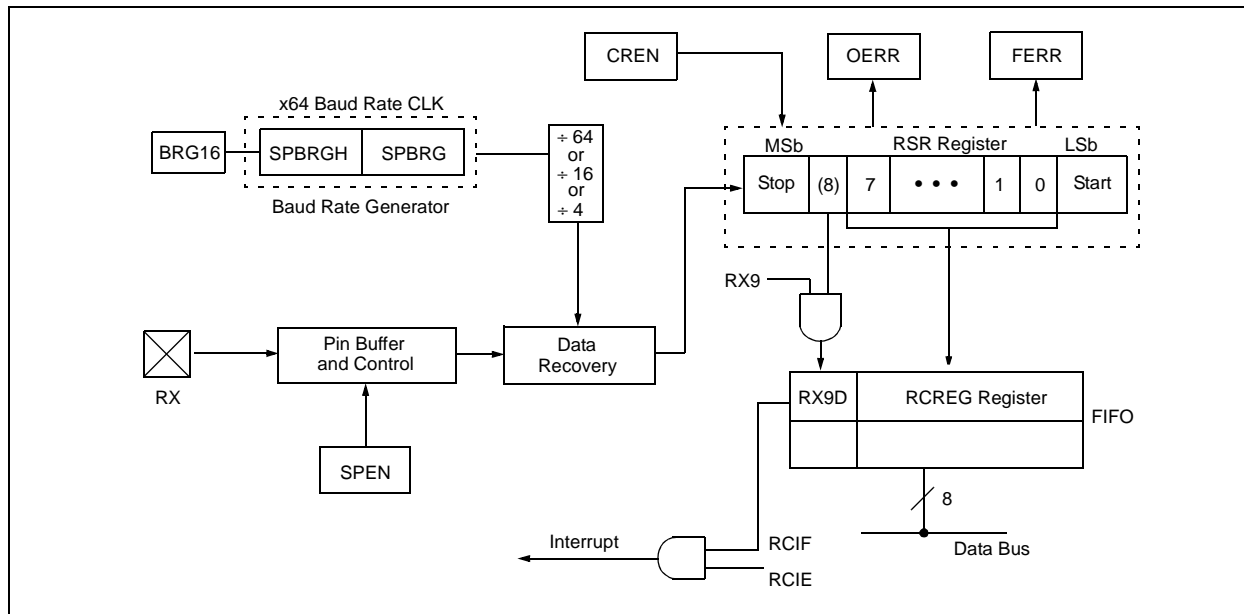 CREN
OERR
FERR
x64 Baud Rate CLK
BRG16
SPBRGH
SPBRG
Baud Rate Generator
÷ 64
or
÷ 16
or
÷ 4
MSb
RSR Register
LSb
Stop
(8)
7
• • •
1
0
Start
RX9
RX
Pin Buffer
and Control
Data
Recovery
SPEN
RX9D
RCREG Register
FIFO
8
Data Bus
Interrupt
RCIF
RCIE